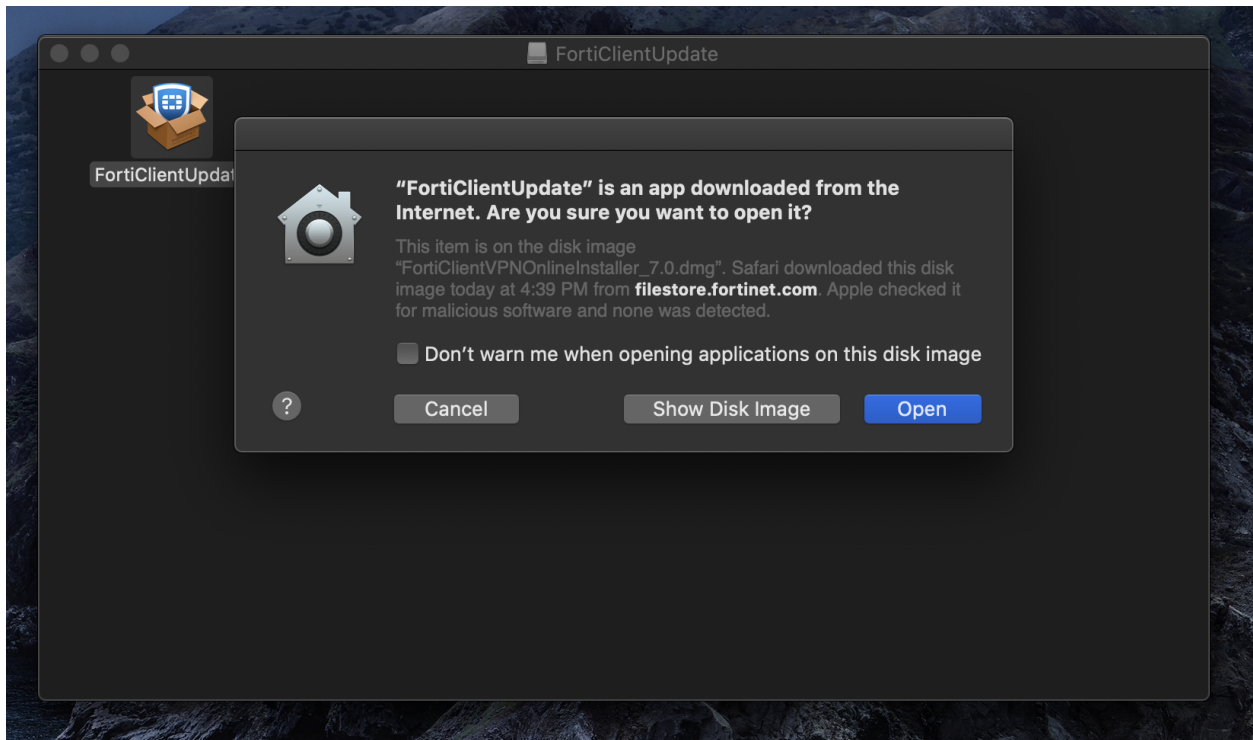 FortiClientUpdate
FortiClientUpdat
“FortiClientUpdate” is an app downloaded from the
Internet. Are you sure you want to open it?
This item is on the disk image
“FortiClientVPNOnlineInstaller_7.0.dmg”. Safari downloaded this disk
image today at 4:39 PM from filestore.fortinet.com. Apple checked it
for malicious software and none was detected.
Don’t warn me when opening applications on this disk image
? Cancel Show Disk Image Open